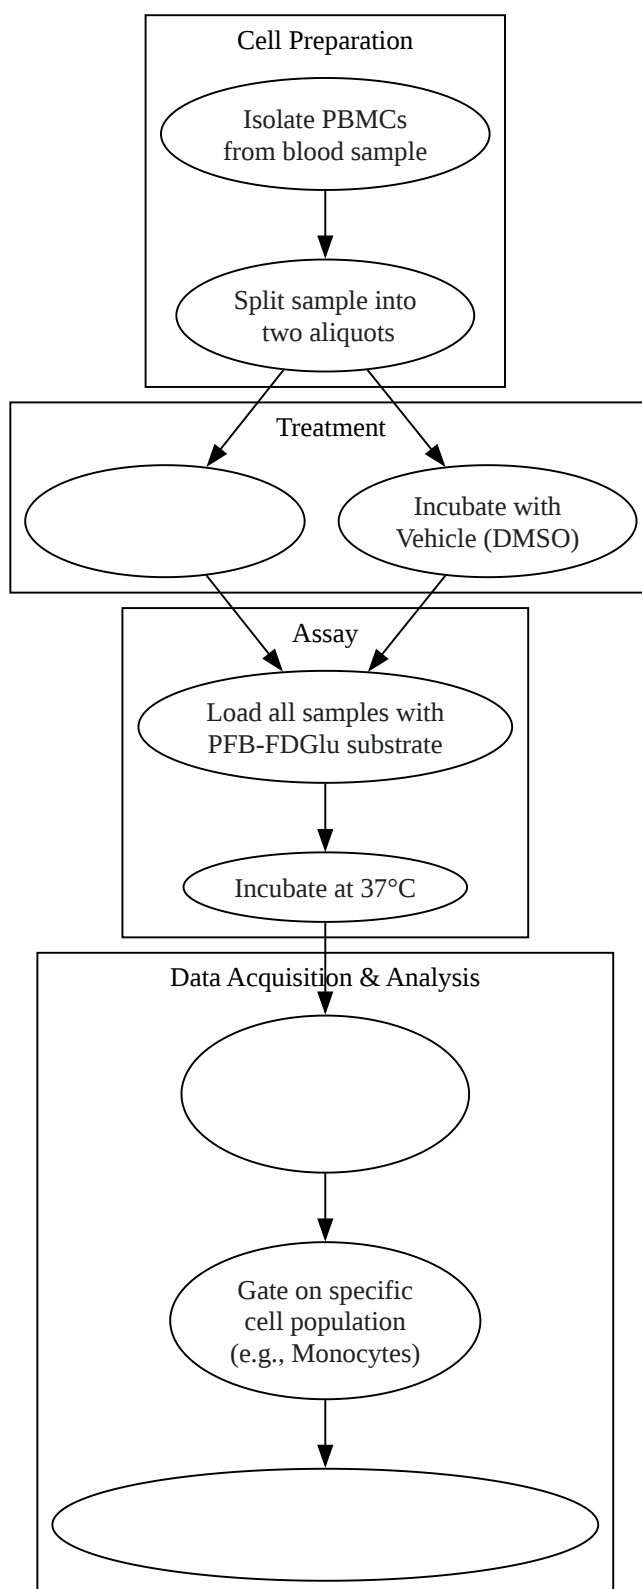 Cell Preparation
Isolate PBMCs
from blood sample
Split sample into
two aliquots
Treatment
Incubate with
Vehicle (DMSO)
Assay
Load all samples with
PFB-FDGlu substrate
Incubate at 37°C
Data Acquisition & Analysis
Gate on specific
cell population
(e.g., Monocytes)